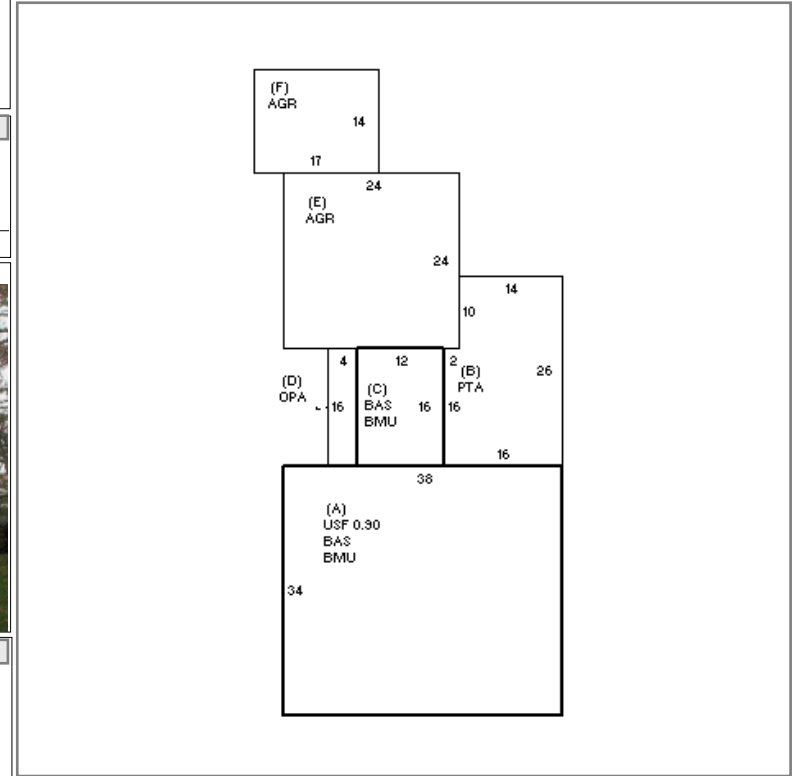 (F)
AGR
14
17
24
(E)
AGR
24
14
10
4
12
2
(B)
PTA
26
(D)
OPA
(C)
BAS
BMU
16
16
16
16
38
(A)
USF 0.90
BAS
BMU
34